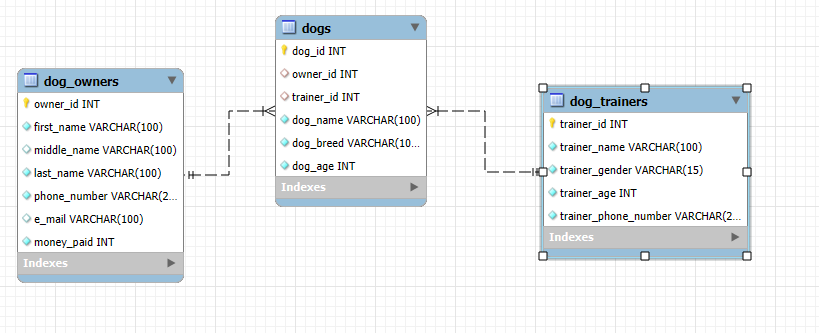 dogs
dog_id INT
owner_id INT
trainer_id INT
dog_name VARCHAR(100)
dog_breed VARCHAR(10...
dog_age INT
Indexes
dog_owners
owner_id INT
first_name VARCHAR(100)
middle_name VARCHAR(100)
last_name VARCHAR(100)
phone_number VARCHAR(2...
e_mail VARCHAR(100)
money_paid INT
Indexes
dog_trainers
trainer_id INT
trainer_name VARCHAR(100)
trainer_gender VARCHAR(15)
trainer_age INT
trainer_phone_number VARCHAR(2...
Indexes